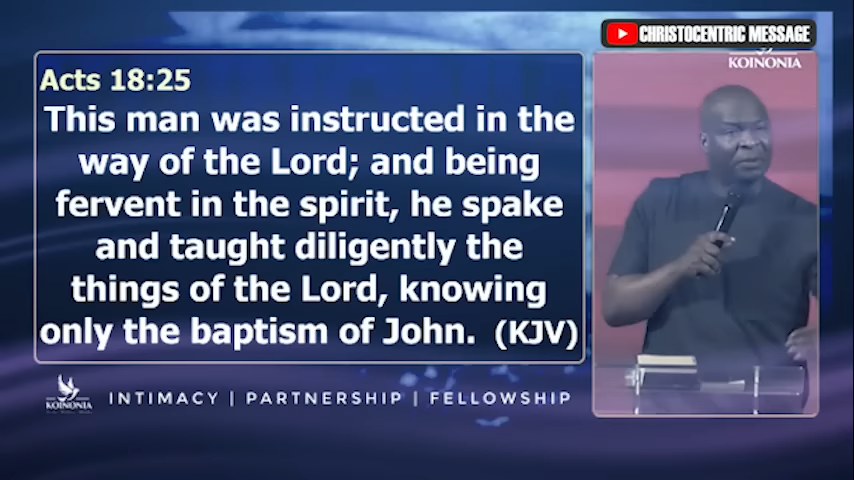 CHRISTOCENTRIC MESSAGE
KOINONIA
Acts 18:25
This man was instructed in the
way of the Lord; and being
fervent in the spirit, he spake
and taught diligently the
things of the Lord, knowing
only the baptism of John. (KJV)
KOINONIA
INTIMACY | PARTNERSHIP | FELLOWSHIP